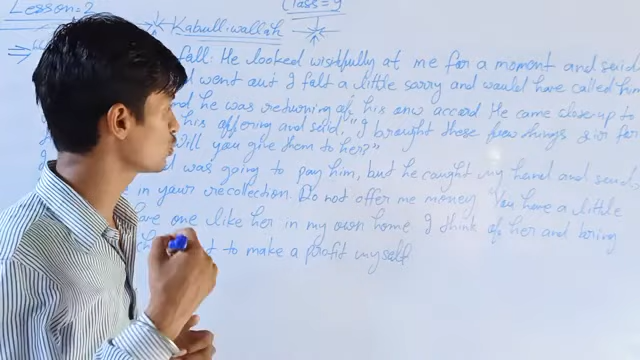 Lesson=2
Class=9
Kabuli wallah
fall: He looked wishfully at me for a moment and said
went out I felt a little sorry and would have called him
he was returning of his own accord. He came close up to
his offering and said, "I brought these few things sir for
will you give them to her"
was going to pay him, but he caught my hand and said
in your recollection. Do not offer me money You have a little
one like her in my own home I think of her and bring
to make a profit myself